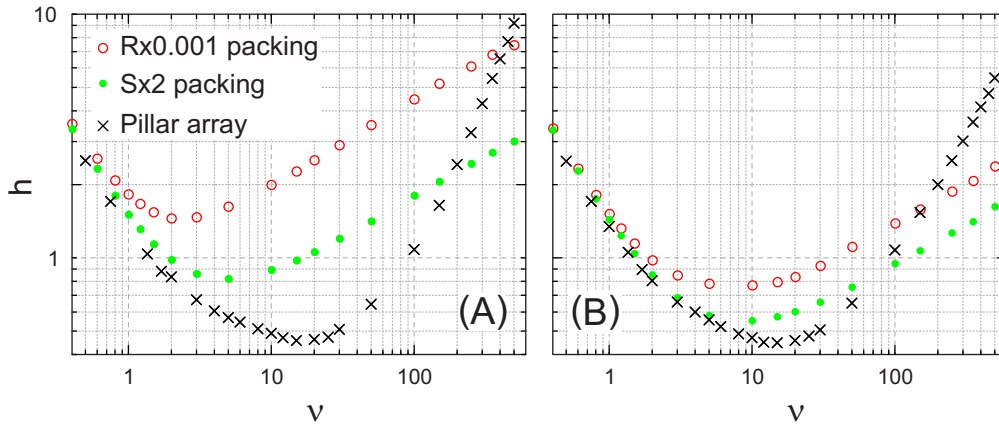 10
Rx0.001 packing
Sx2 packing
Pillar array
h
1
(A)
(B)
1 10 100
1 10 100
ν
ν